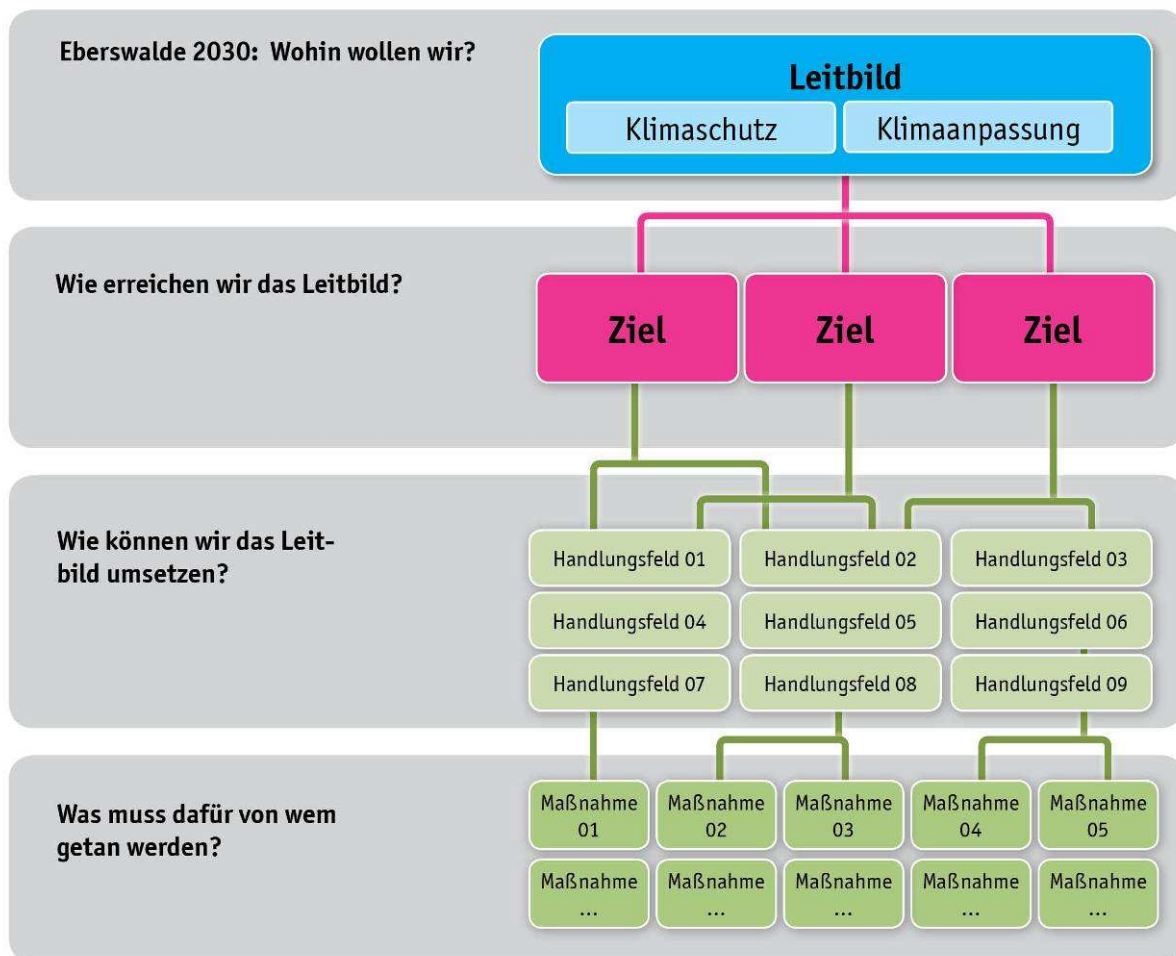 Eberswalde 2030: Wohin wollen wir?
Leitbild
Klimaschutz
Klimaanpassung
Wie erreichen wir das Leitbild?
Ziel
Ziel
Ziel
Wie können wir das Leit-
bild umsetzen?
Handlungsfeld 01
Handlungsfeld 02
Handlungsfeld 03
Handlungsfeld 04
Handlungsfeld 05
Handlungsfeld 06
Handlungsfeld 07
Handlungsfeld 08
Handlungsfeld 09
Was muss dafür von wem
getan werden?
Maßnahme
01
Maßnahme
02
Maßnahme
03
Maßnahme
04
Maßnahme
05
Maßnahme
...
Maßnahme
...
Maßnahme
...
Maßnahme
...
Maßnahme
...